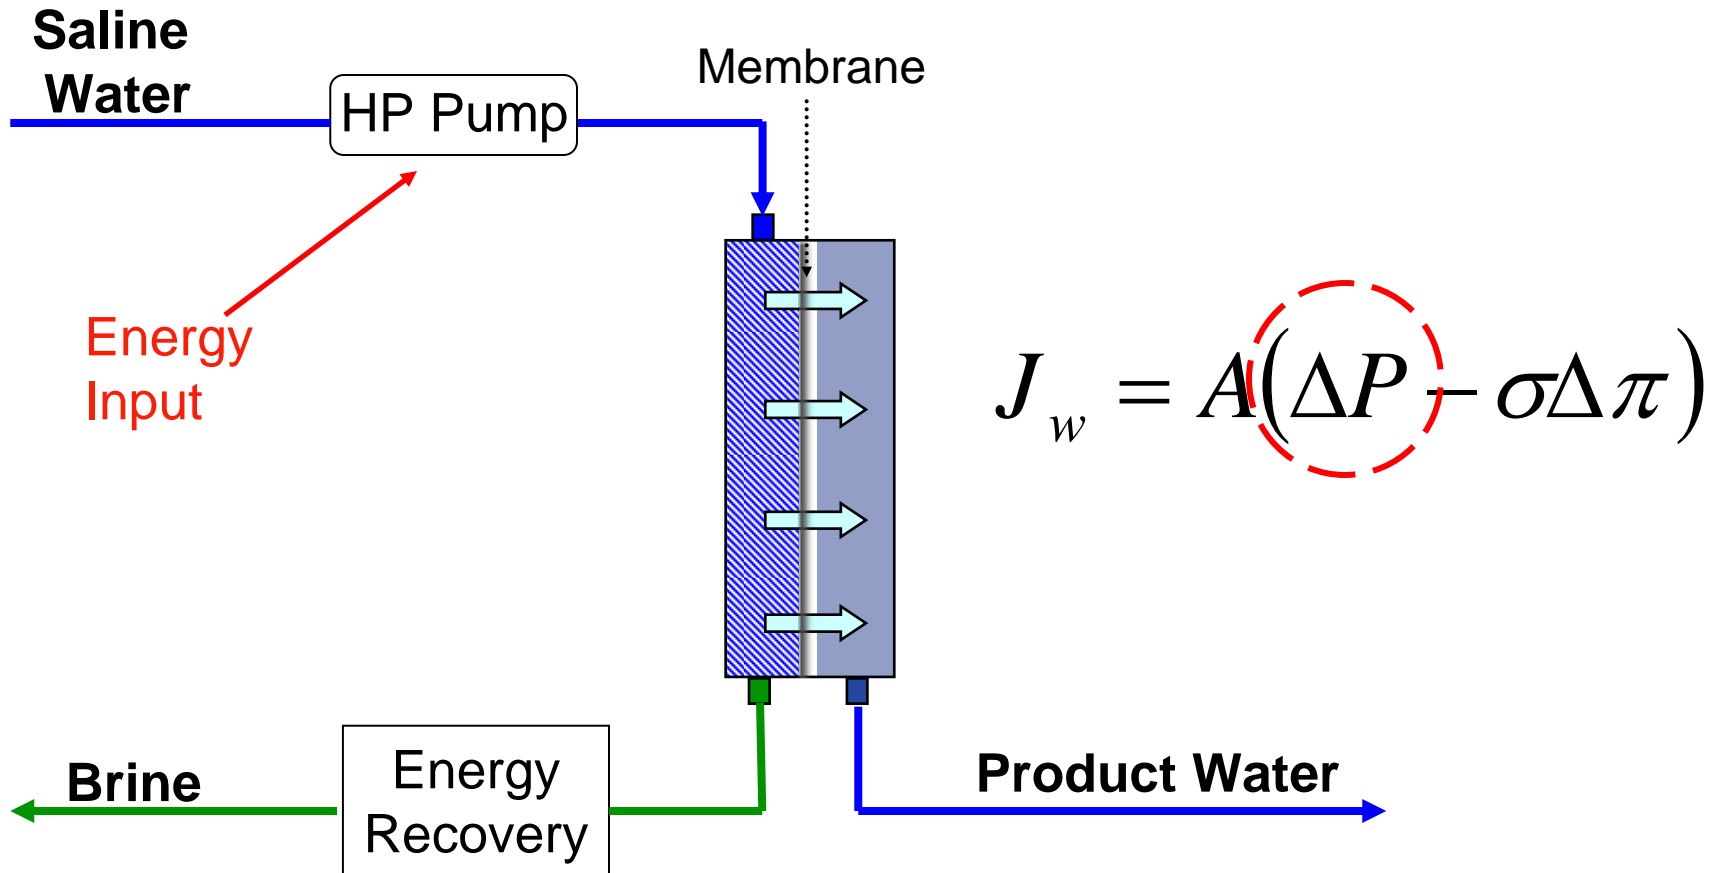 Saline
Water
HP Pump
Membrane
Energy
Input
J_w = A(ΔP − σΔπ)
Brine
Energy
Recovery
Product Water